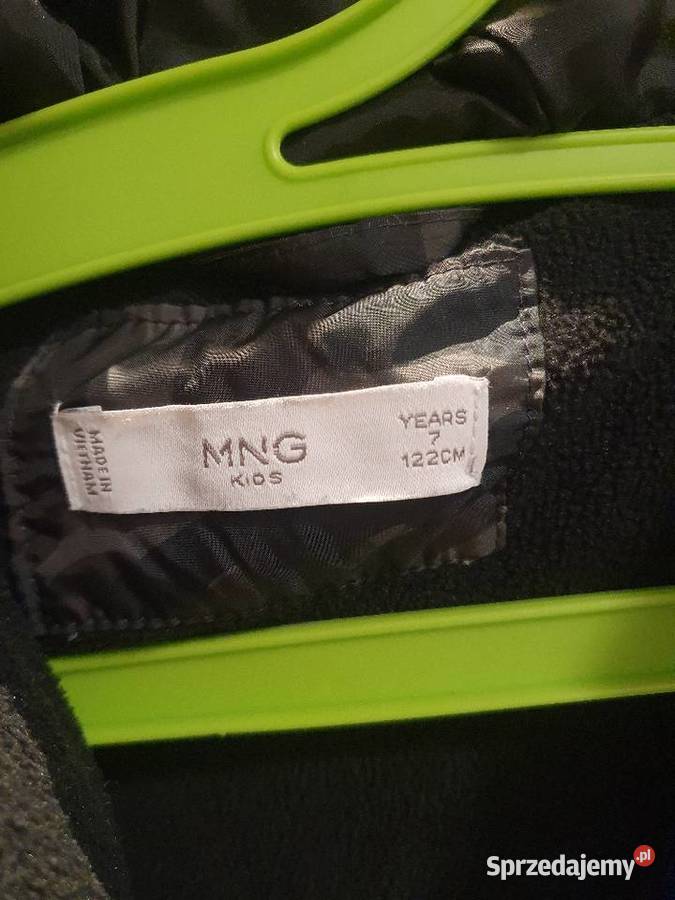 MADE IN
VIETNAM
MNG
KIDS
YEARS
7
122CM
Sprzedajemy.pl